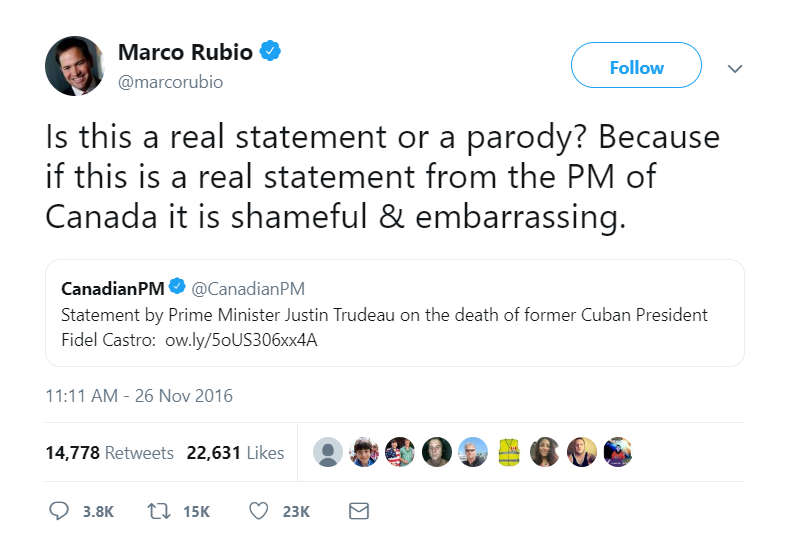 Marco Rubio
@marcorubio
Follow
Is this a real statement or a parody? Because
if this is a real statement from the PM of
Canada it is shameful & embarrassing.
CanadianPM @CanadianPM
Statement by Prime Minister Justin Trudeau on the death of former Cuban President
Fidel Castro: ow.ly/5oUS306xx4A
11:11 AM - 26 Nov 2016
14,778 Retweets 22,631 Likes
3.8K 15K 23K